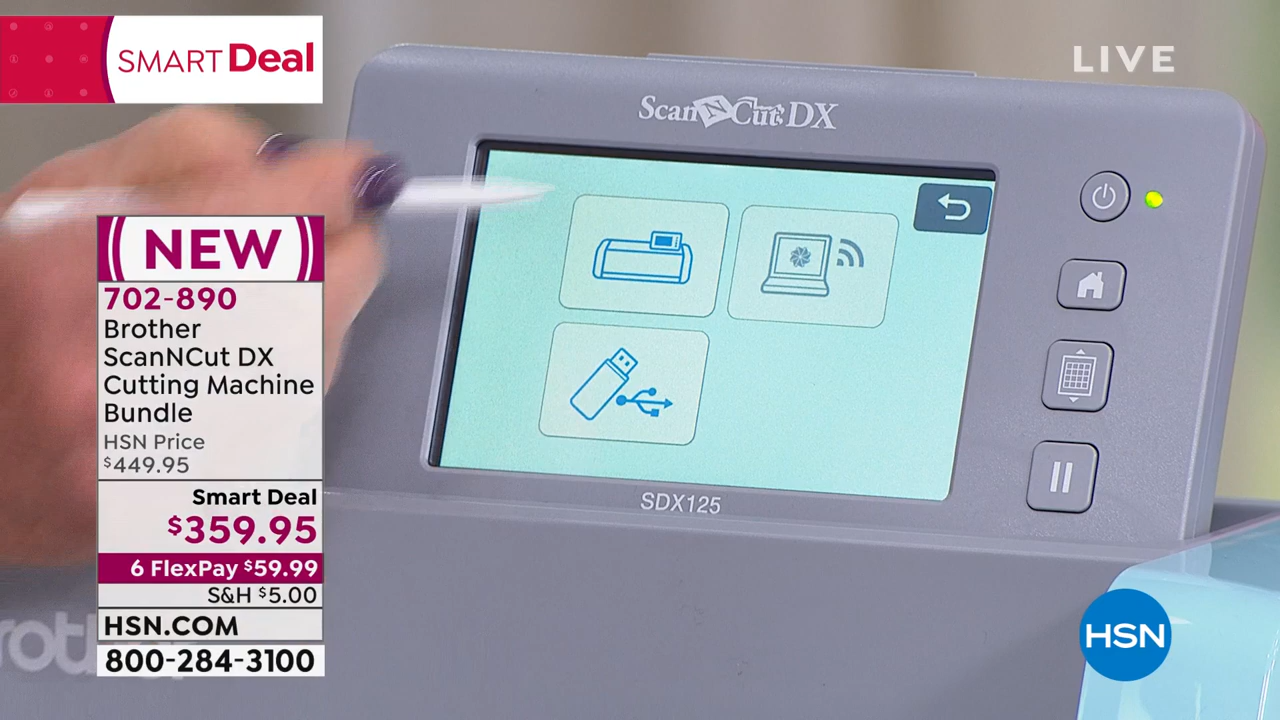 SMART Deal
LIVE
ScanNCut DX
((NEW))
702-890
Brother
ScanNCut DX
Cutting Machine
Bundle
HSN Price
$449.95
Smart Deal
$359.95
6 FlexPay $59.99
S&H $5.00
HSN.COM
800-284-3100
SDX125
HSN